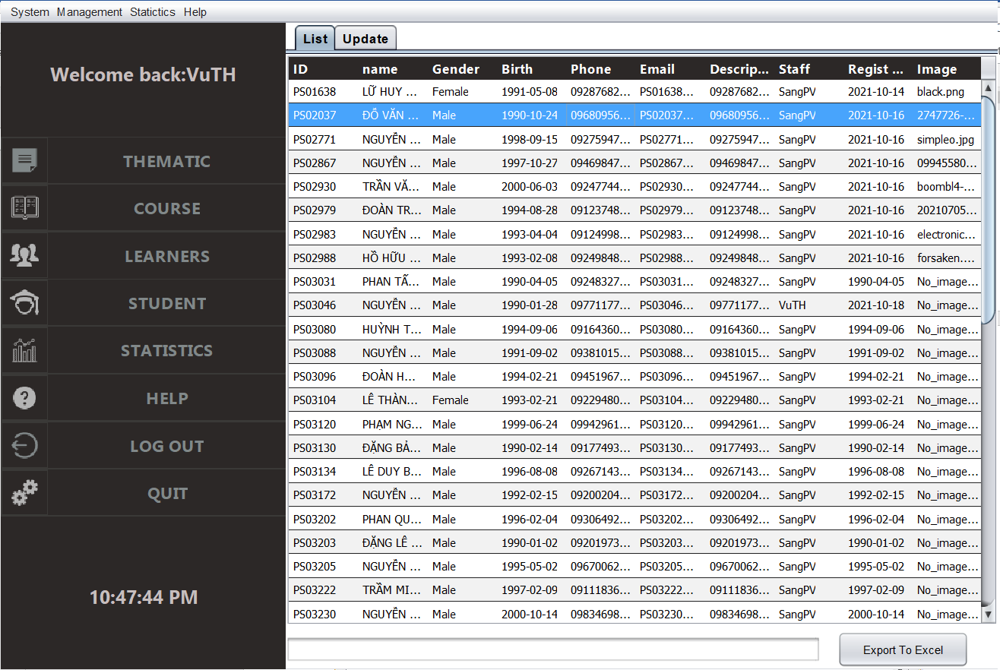 System Management Statictics Help
Welcome back:VuTH
THEMATIC
COURSE
LEARNERS
STUDENT
STATISTICS
HELP
LOG OUT
QUIT
10:47:44 PM
List Update
ID name Gender Birth Phone Email Descrip... Staff Regist ... Image
PS01638 LỮ HUY ... Female 1991-05-08 09287682... PS01638... 09287682... SangPV 2021-10-14 black.png
PS02037 ĐỖ VĂN ... Male 1990-10-24 09680956... PS02037... 09680956... SangPV 2021-10-16 2747726-...
PS02771 NGUYỄN ... Male 1998-09-15 09275947... PS02771... 09275947... SangPV 2021-10-16 simpleo.jpg
PS02867 NGUYỄN ... Male 1997-10-27 09469847... PS02867... 09469847... SangPV 2021-10-16 09945580...
PS02930 TRẦN VĂ... Male 2000-06-03 09247744... PS02930... 09247744... SangPV 2021-10-16 boombl4-...
PS02979 ĐOÀN TR... Male 1994-08-28 09123748... PS02979... 09123748... SangPV 2021-10-16 20210705...
PS02983 NGUYỄN ... Male 1993-04-04 09124998... PS02983... 09124998... SangPV 2021-10-16 electronic...
PS02988 HỒ HỮU ... Male 1993-02-08 09249848... PS02988... 09249848... SangPV 2021-10-16 forsaken....
PS03031 PHAN TẤ... Male 1990-04-05 09248327... PS03031... 09248327... SangPV 1990-04-05 No_image...
PS03046 NGUYỄN ... Male 1990-01-28 09771177... PS03046... 09771177... VuTH 2021-10-18 No_image...
PS03080 HUỲNH T... Male 1994-09-06 09164360... PS03080... 09164360... SangPV 1994-09-06 No_image...
PS03088 NGUYỄN ... Male 1991-09-02 09381015... PS03088... 09381015... SangPV 1991-09-02 No_image...
PS03096 ĐOÀN H... Male 1994-02-21 09451967... PS03096... 09451967... SangPV 1994-02-21 No_image...
PS03104 LÊ THÀN... Female 1993-02-21 09229480... PS03104... 09229480... SangPV 1993-02-21 No_image...
PS03120 PHẠM NG... Male 1999-06-24 09942961... PS03120... 09942961... SangPV 1999-06-24 No_image...
PS03130 ĐẶNG BẢ... Male 1990-02-14 09177493... PS03130... 09177493... SangPV 1990-02-14 No_image...
PS03134 LÊ DUY B... Male 1996-08-08 09267143... PS03134... 09267143... SangPV 1996-08-08 No_image...
PS03172 NGUYỄN ... Male 1992-02-15 09200204... PS03172... 09200204... SangPV 1992-02-15 No_image...
PS03202 PHAN QU... Male 1996-02-04 09306492... PS03202... 09306492... SangPV 1996-02-04 No_image...
PS03203 ĐẶNG LÊ ... Male 1990-01-02 09201973... PS03203... 09201973... SangPV 1990-01-02 No_image...
PS03205 NGUYỄN ... Male 1995-05-02 09670062... PS03205... 09670062... SangPV 1995-05-02 No_image...
PS03222 TRẦM MI... Male 1997-02-09 09111836... PS03222... 09111836... SangPV 1997-02-09 No_image...
PS03230 NGUYỄN ... Male 2000-10-14 09834698... PS03230... 09834698... SangPV 2000-10-14 No_image...
Export To Excel